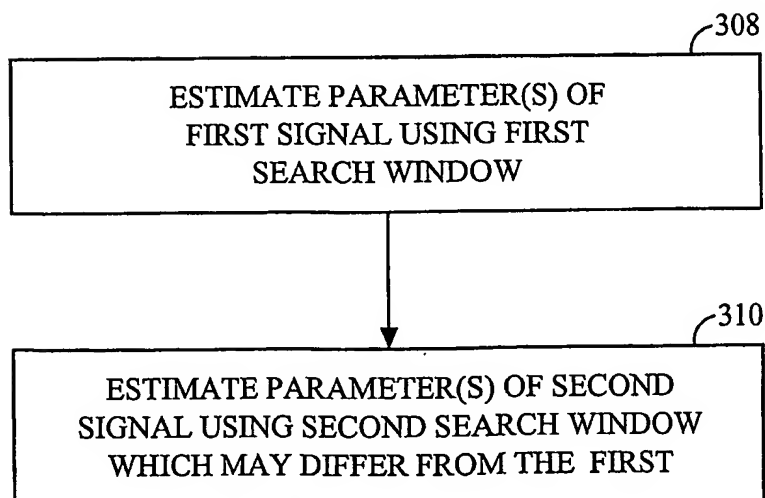 308
ESTIMATE PARAMETER(S) OF
FIRST SIGNAL USING FIRST
SEARCH WINDOW
310
ESTIMATE PARAMETER(S) OF SECOND
SIGNAL USING SECOND SEARCH WINDOW
WHICH MAY DIFFER FROM THE FIRST